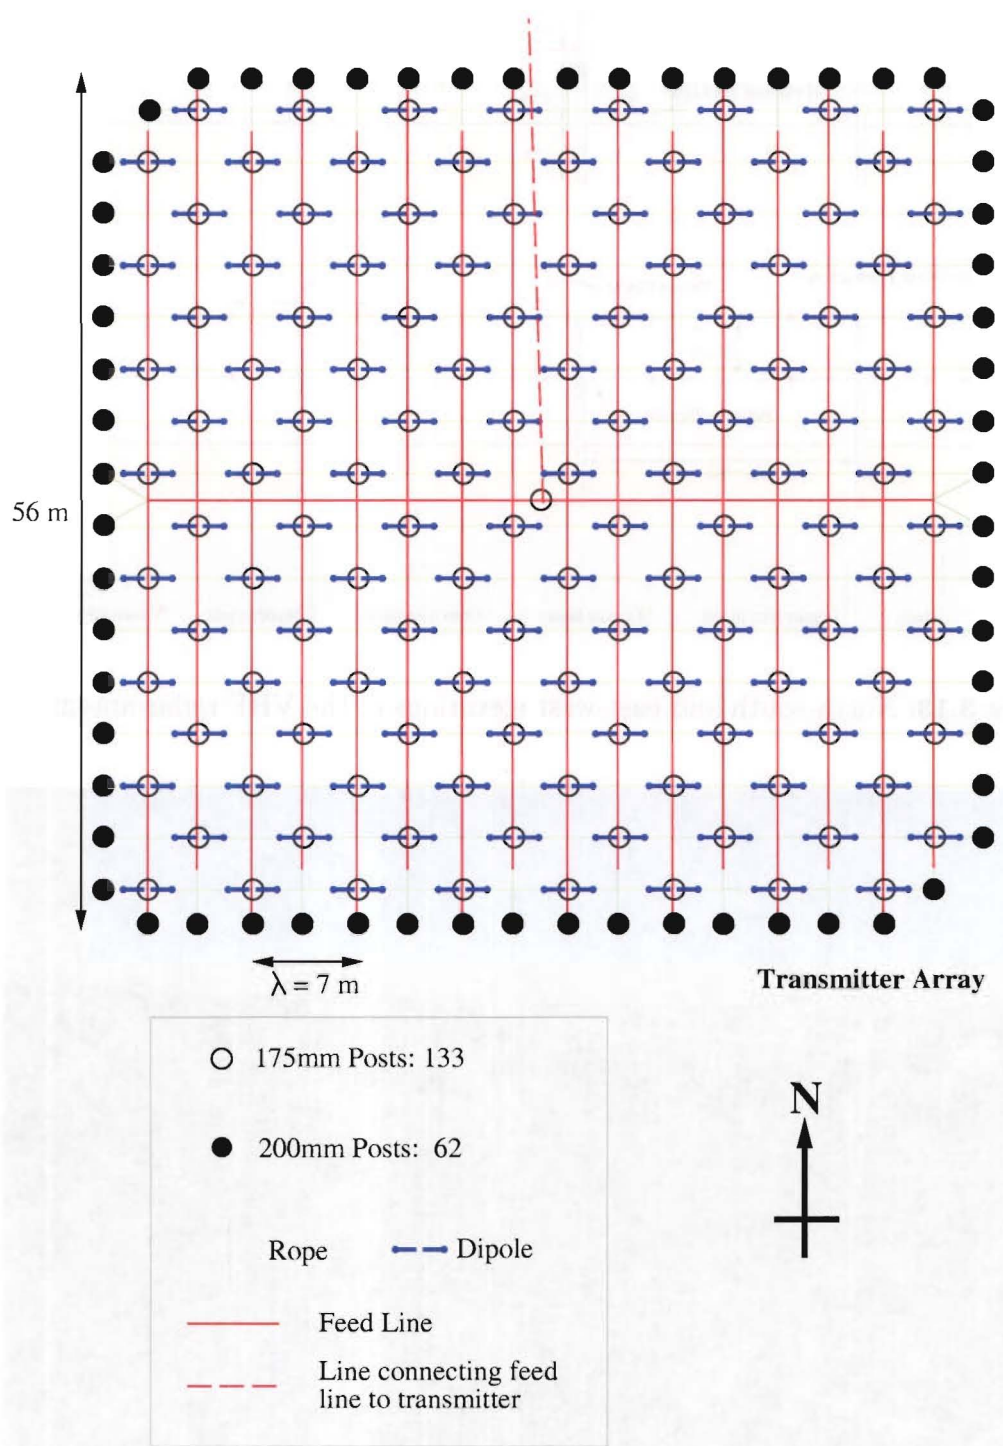 56 m
λ = 7 m
Transmitter Array
175mm Posts: 133
200mm Posts: 62
N
Rope
Dipole
Feed Line
Line connecting feed
line to transmitter